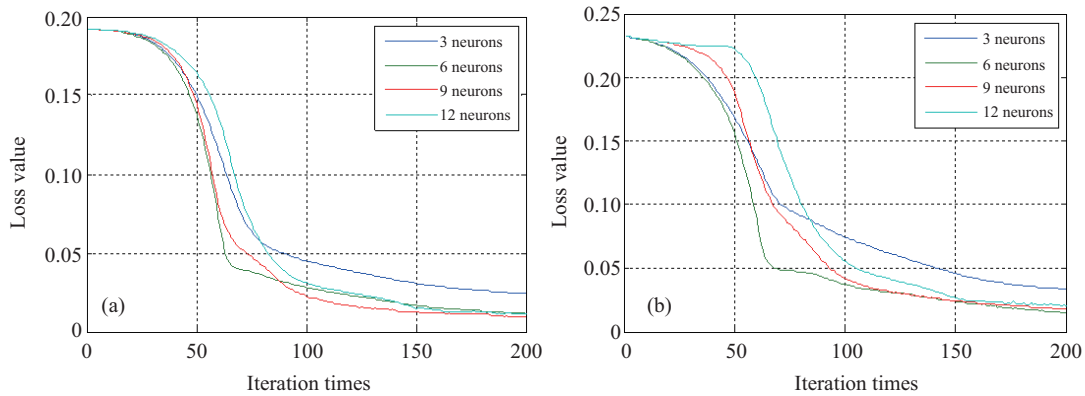 0.20
0.15
0.10
0.05
0
Loss value
3 neurons
6 neurons
9 neurons
12 neurons
(a)
0 50 100 150 200
Iteration times
0.25
0.20
0.15
0.10
0.05
0
Loss value
3 neurons
6 neurons
9 neurons
12 neurons
(b)
0 50 100 150 200
Iteration times